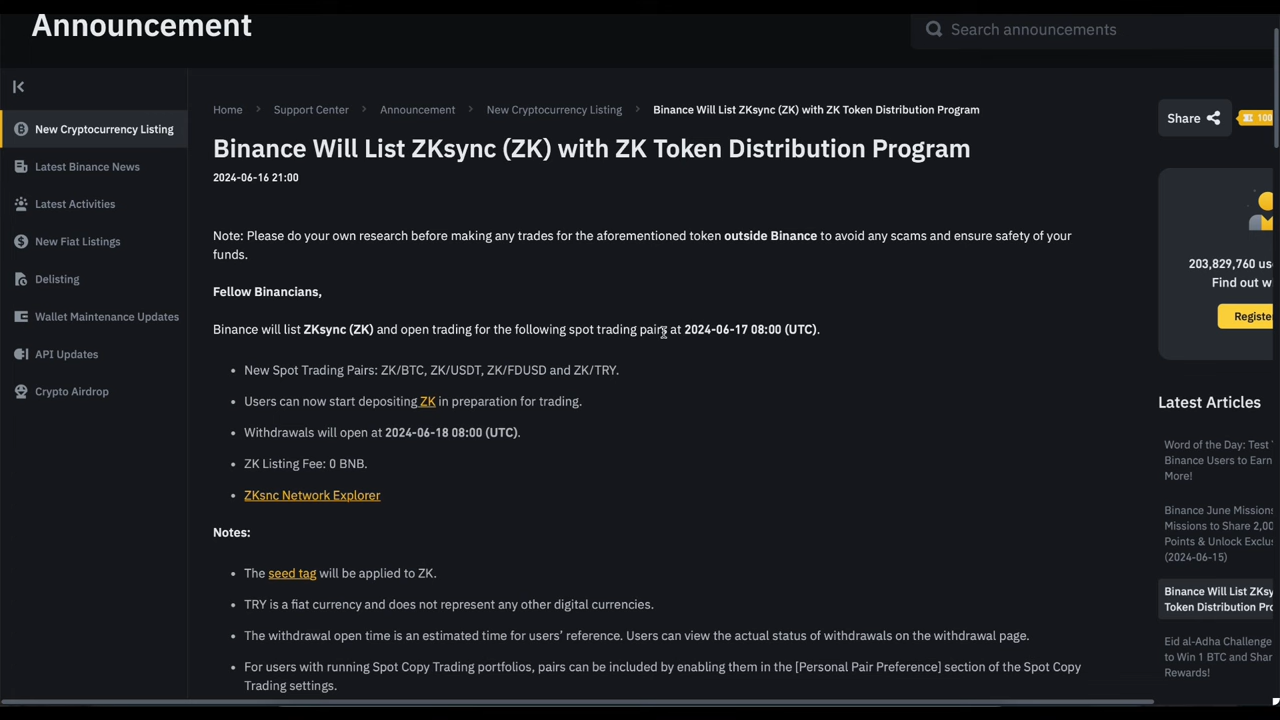 Announcement
Search announcements
New Cryptocurrency Listing
Latest Binance News
Latest Activities
New Fiat Listings
Delisting
Wallet Maintenance Updates
API Updates
Crypto Airdrop
Home > Support Center > Announcement > New Cryptocurrency Listing > Binance Will List ZKsync (ZK) with ZK Token Distribution Program
Binance Will List ZKsync (ZK) with ZK Token Distribution Program
2024-06-16 21:00
Note: Please do your own research before making any trades for the aforementioned token outside Binance to avoid any scams and ensure safety of your
funds.
Fellow Binancians,
Binance will list ZKsync (ZK) and open trading for the following spot trading pairs at 2024-06-17 08:00 (UTC).
• New Spot Trading Pairs: ZK/BTC, ZK/USDT, ZK/FDUSD and ZK/TRY.
• Users can now start depositing ZK in preparation for trading.
• Withdrawals will open at 2024-06-18 08:00 (UTC).
• ZK Listing Fee: 0 BNB.
• ZKsnc Network Explorer
Notes:
• The seed tag will be applied to ZK.
• TRY is a fiat currency and does not represent any other digital currencies.
• The withdrawal open time is an estimated time for users’ reference. Users can view the actual status of withdrawals on the withdrawal page.
• For users with running Spot Copy Trading portfolios, pairs can be included by enabling them in the [Personal Pair Preference] section of the Spot Copy
Trading settings.
Share
100
203,829,760 us
Find out w
Registe
Latest Articles
Word of the Day: Test
Binance Users to Earn
More!
Binance June Missions
Missions to Share 2,00
Points & Unlock Exclus
(2024-06-15)
Binance Will List ZKsy
Token Distribution Pro
Eid al-Adha Challenge
to Win 1 BTC and Shar
Rewards!